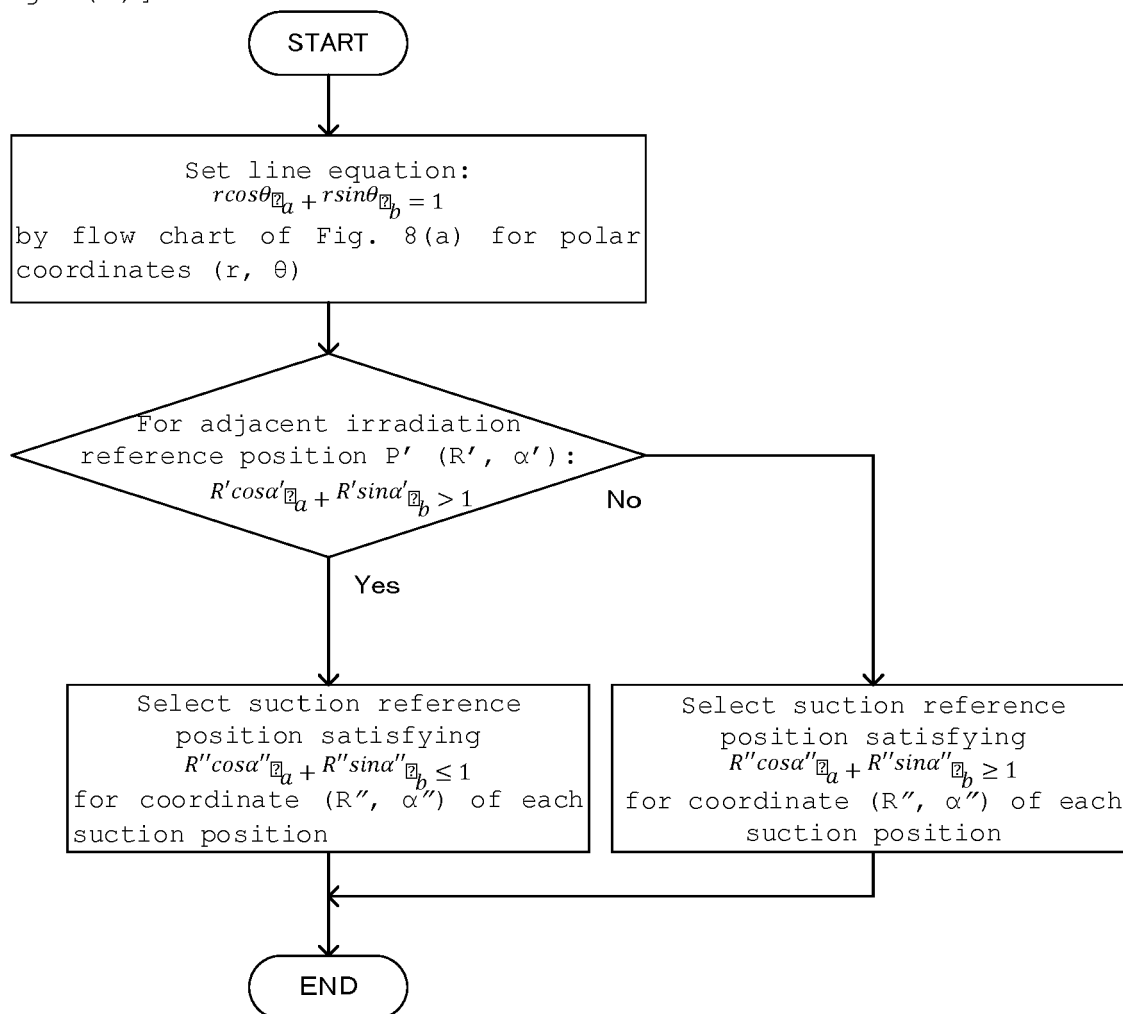 START
Set line equation:
rcosθ⍰a + rsinθ⍰b = 1
by flow chart of Fig. 8(a) for polar
coordinates (r, θ)
For adjacent irradiation
reference position P′ (R′, α′):
R′cosα′⍰a + R′sinα′⍰b > 1
No
Yes
Select suction reference
position satisfying
R′′cosα′′⍰a + R′′sinα′′⍰b ≤ 1
for coordinate (R″, α″) of each
suction position
Select suction reference
position satisfying
R′′cosα′′⍰a + R′′sinα′′⍰b ≥ 1
for coordinate (R″, α″) of each
suction position
END